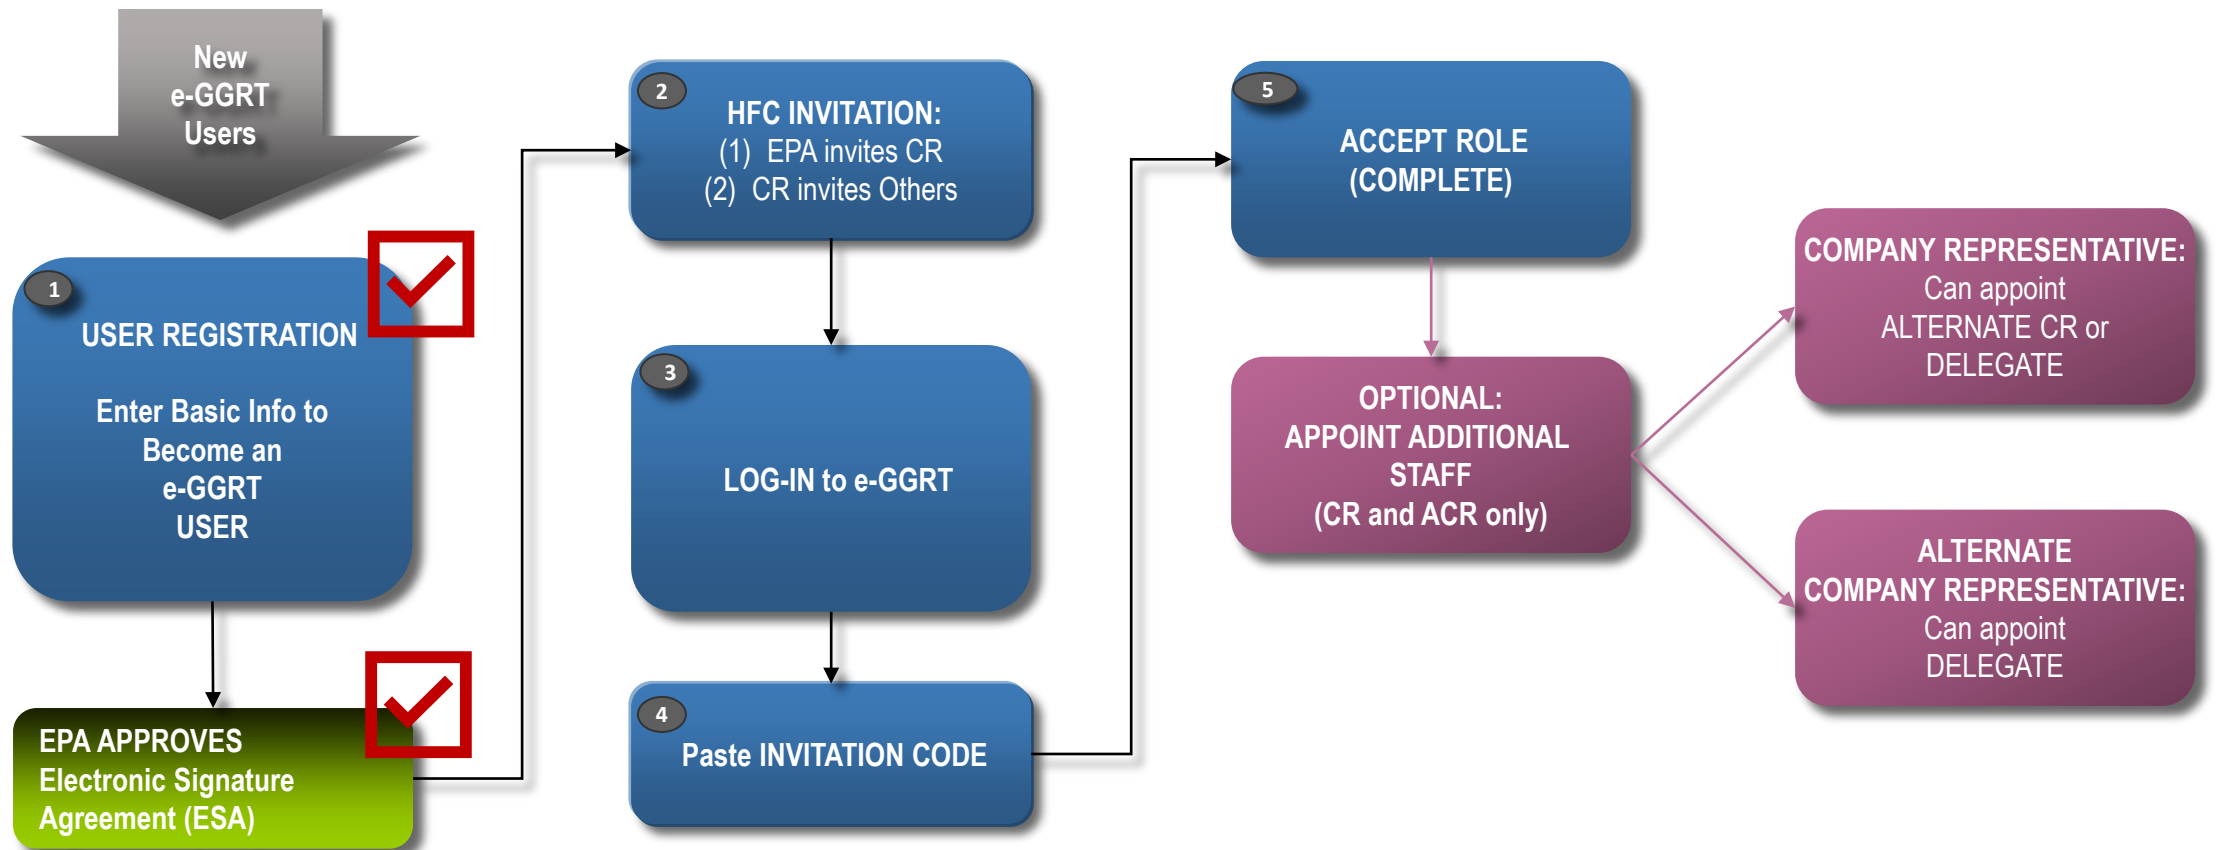 New
e-GGRT
Users
1
USER REGISTRATION
Enter Basic Info to
Become an
e-GGRT
USER
EPA APPROVES
Electronic Signature
Agreement (ESA)
2
HFC INVITATION:
(1) EPA invites CR
(2) CR invites Others
3
LOG-IN to e-GGRT
4
Paste INVITATION CODE
5
ACCEPT ROLE
(COMPLETE)
OPTIONAL:
APPOINT ADDITIONAL
STAFF
(CR and ACR only)
COMPANY REPRESENTATIVE:
Can appoint
ALTERNATE CR or
DELEGATE
ALTERNATE
COMPANY REPRESENTATIVE:
Can appoint
DELEGATE